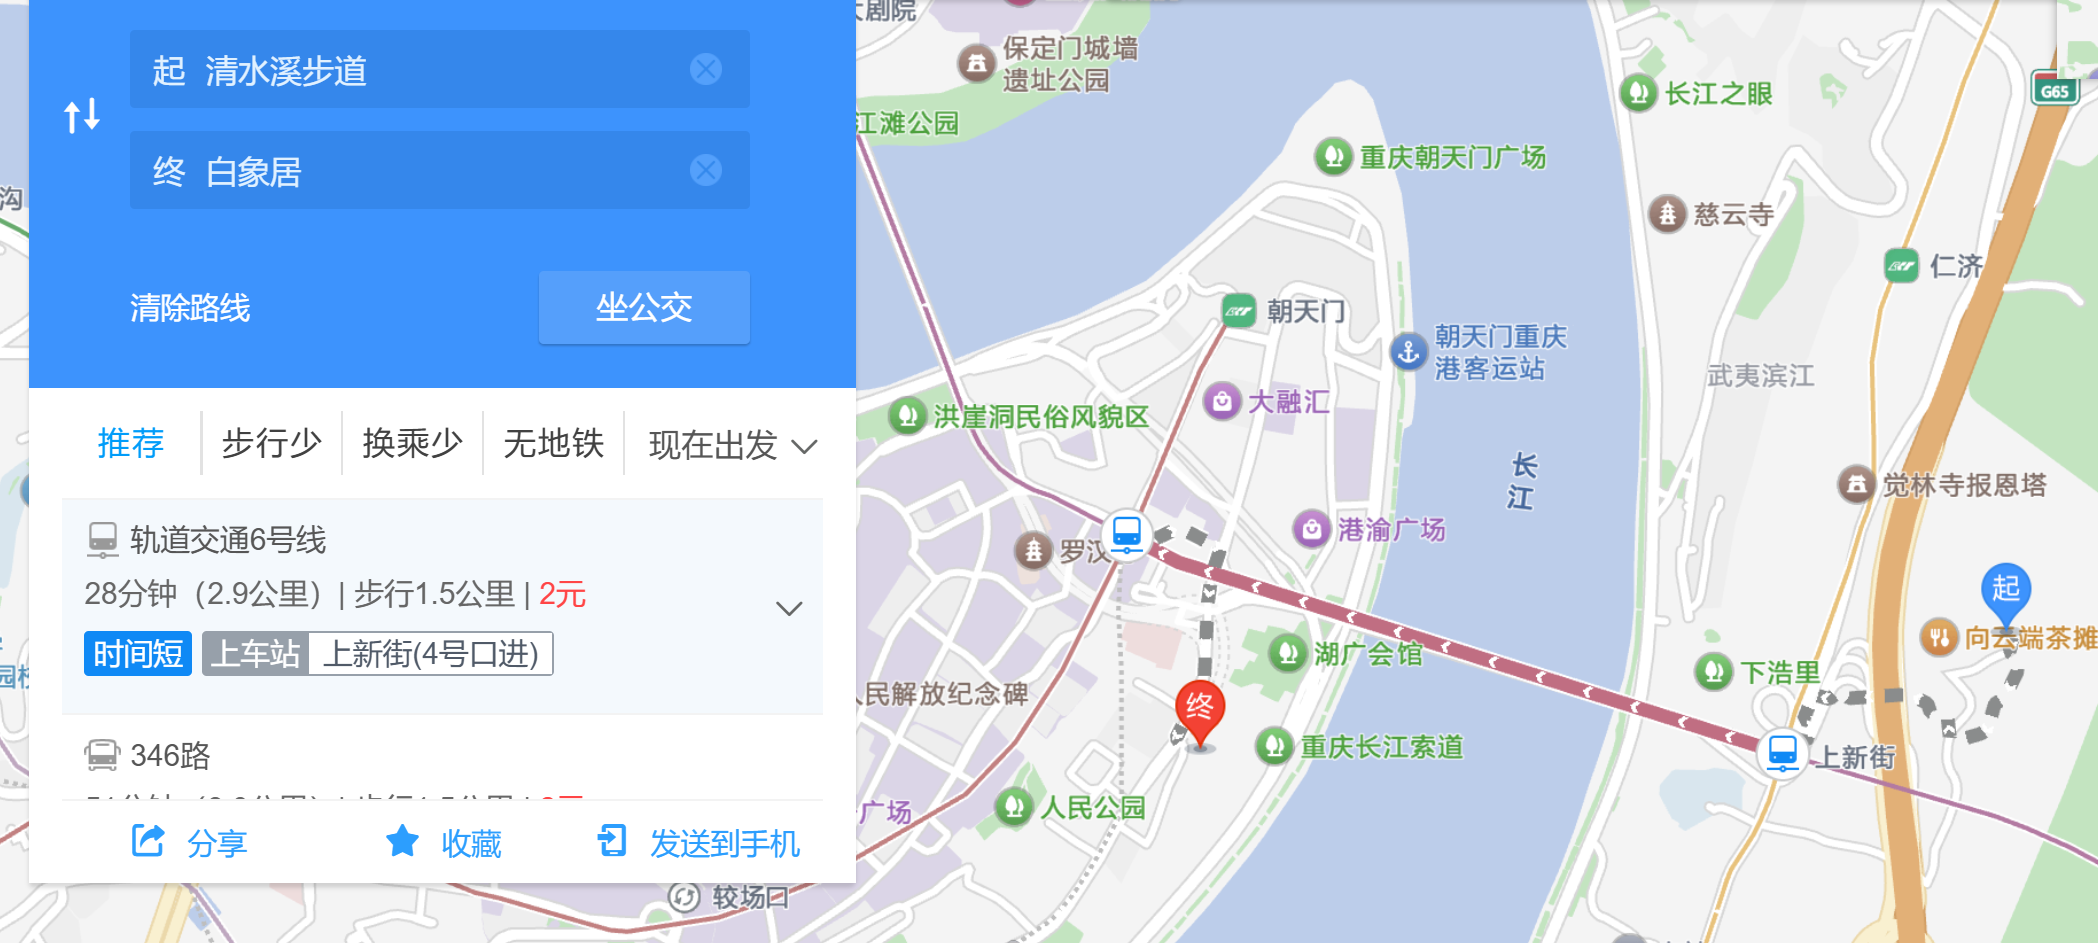 起 清水溪步道
终 白象居
清除路线
坐公交
推荐
步行少
换乘少
无地铁
现在出发
轨道交通6号线
28分钟（2.9公里）| 步行1.5公里 | 2元
时间短
上车站 上新街(4号口进)
346路
分享
收藏
发送到手机
大剧院
保定门城墙
遗址公园
江滩公园
长江之眼
G65
重庆朝天门广场
慈云寺
仁济
朝天门
朝天门重庆
港客运站
武夷滨江
大融汇
洪崖洞民俗风貌区
长
江
觉林寺报恩塔
港渝广场
罗汉
起
向云端茶摊
湖广会馆
下浩里
人民解放纪念碑
终
重庆长江索道
上新街
人民公园
广场
较场口
沟